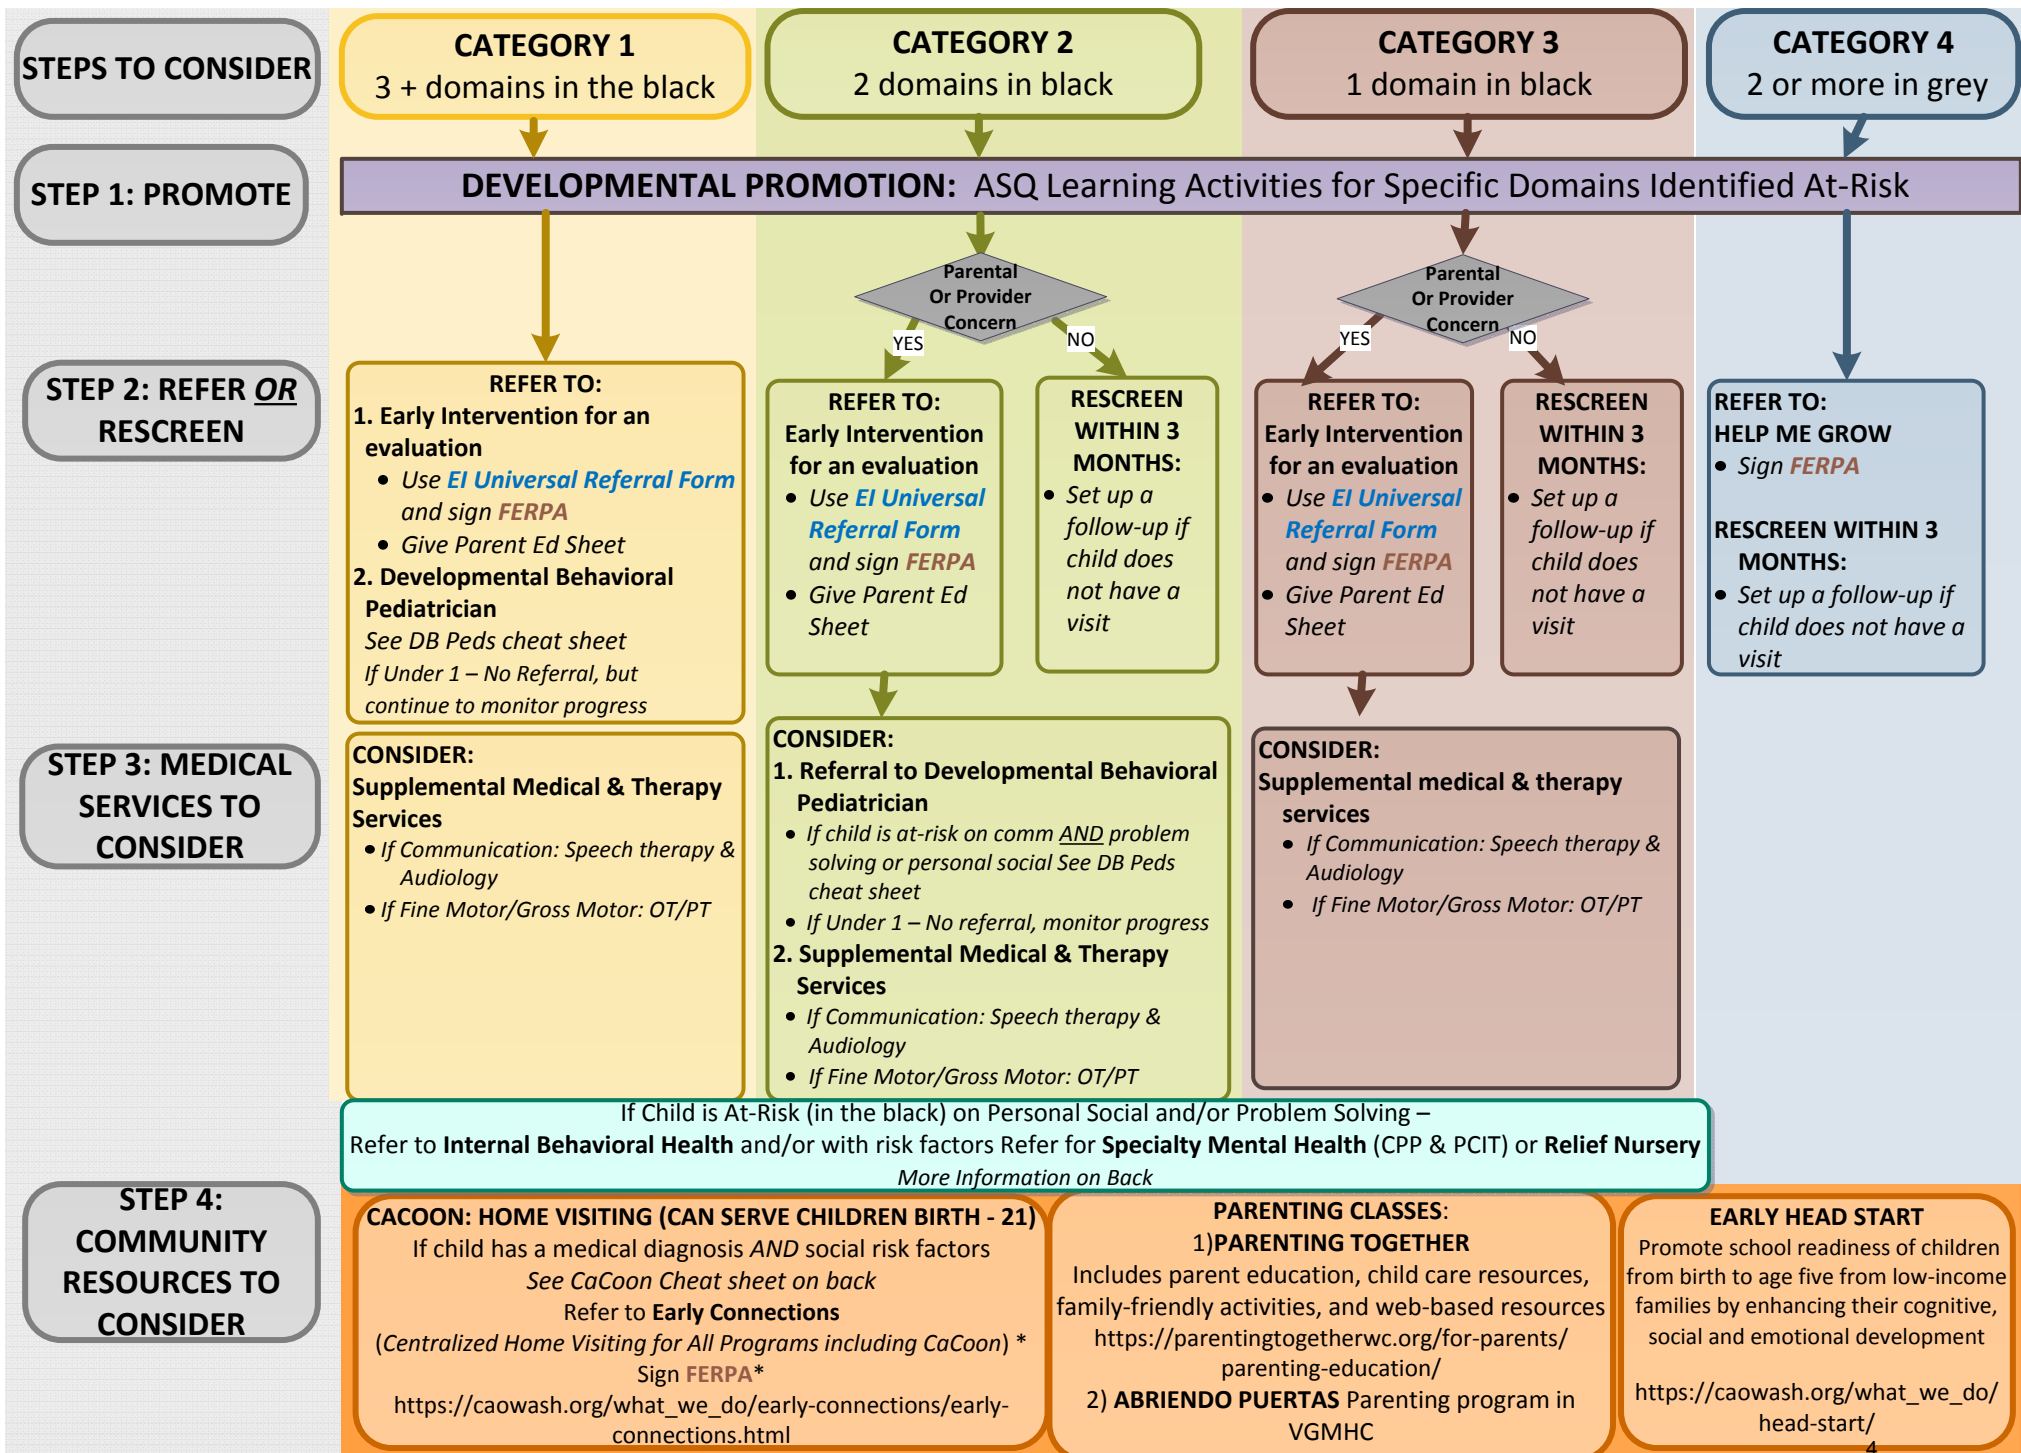 STEPS TO CONSIDER
CATEGORY 1
3 + domains in the black
CATEGORY 2
2 domains in black
CATEGORY 3
1 domain in black
CATEGORY 4
2 or more in grey
STEP 1: PROMOTE
DEVELOPMENTAL PROMOTION: ASQ Learning Activities for Specific Domains Identified At-Risk
Parental
Or Provider
Concern
YES
NO
Parental
Or Provider
Concern
YES
NO
STEP 2: REFER OR
RESCREEN
REFER TO:
1. Early Intervention for an
evaluation
• Use EI Universal Referral Form
and sign FERPA
• Give Parent Ed Sheet
2. Developmental Behavioral
Pediatrician
See DB Peds cheat sheet
If Under 1 – No Referral, but
continue to monitor progress
REFER TO:
Early Intervention
for an evaluation
• Use EI Universal
Referral Form
and sign FERPA
• Give Parent Ed
Sheet
RESCREEN
WITHIN 3
MONTHS:
• Set up a
follow-up if
child does
not have a
visit
REFER TO:
Early Intervention
for an evaluation
• Use EI Universal
Referral Form
and sign FERPA
• Give Parent Ed
Sheet
RESCREEN
WITHIN 3
MONTHS:
• Set up a
follow-up if
child does
not have a
visit
REFER TO:
HELP ME GROW
• Sign FERPA
RESCREEN WITHIN 3
MONTHS:
• Set up a follow-up if
child does not have a
visit
STEP 3: MEDICAL
SERVICES TO
CONSIDER
CONSIDER:
Supplemental Medical & Therapy
Services
• If Communication: Speech therapy &
Audiology
• If Fine Motor/Gross Motor: OT/PT
CONSIDER:
1. Referral to Developmental Behavioral
Pediatrician
• If child is at-risk on comm AND problem
solving or personal social See DB Peds
cheat sheet
• If Under 1 – No referral, monitor progress
2. Supplemental Medical & Therapy
Services
• If Communication: Speech therapy &
Audiology
• If Fine Motor/Gross Motor: OT/PT
CONSIDER:
Supplemental medical & therapy
services
• If Communication: Speech therapy &
Audiology
• If Fine Motor/Gross Motor: OT/PT
If Child is At-Risk (in the black) on Personal Social and/or Problem Solving –
Refer to Internal Behavioral Health and/or with risk factors Refer for Specialty Mental Health (CPP & PCIT) or Relief Nursery
More Information on Back
STEP 4:
COMMUNITY
RESOURCES TO
CONSIDER
CACOON: HOME VISITING (CAN SERVE CHILDREN BIRTH - 21)
If child has a medical diagnosis AND social risk factors
See CaCoon Cheat sheet on back
Refer to Early Connections
(Centralized Home Visiting for All Programs including CaCoon) *
Sign FERPA*
https://caowash.org/what_we_do/early-connections/early-
connections.html
PARENTING CLASSES:
1)PARENTING TOGETHER
Includes parent education, child care resources,
family-friendly activities, and web-based resources
https://parentingtogetherwc.org/for-parents/
parenting-education/
2) ABRIENDO PUERTAS Parenting program in
VGMHC
EARLY HEAD START
Promote school readiness of children
from birth to age five from low-income
families by enhancing their cognitive,
social and emotional development
https://caowash.org/what_we_do/
head-start/
4